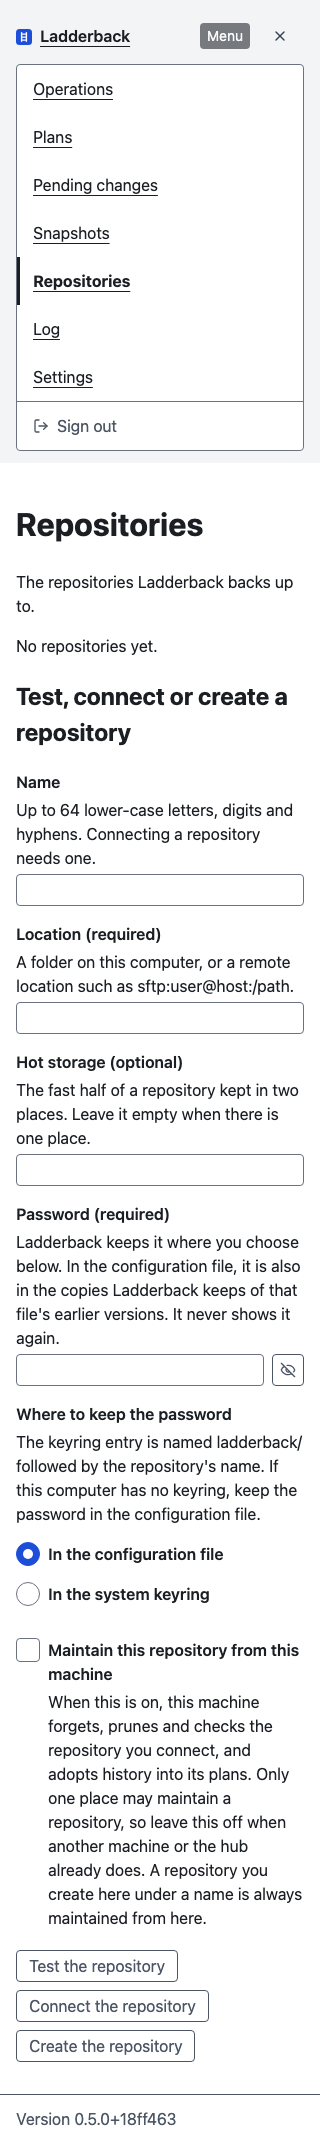 Ladderback
Menu
Operations
Plans
Pending changes
Snapshots
Repositories
Log
Settings
Sign out
Repositories
The repositories Ladderback backs up
to.
No repositories yet.
Test, connect or create a
repository
Name
Up to 64 lower-case letters, digits and
hyphens. Connecting a repository
needs one.
Location (required)
A folder on this computer, or a remote
location such as sftp:user@host:/path.
Hot storage (optional)
The fast half of a repository kept in two
places. Leave it empty when there is
one place.
Password (required)
Ladderback keeps it where you choose
below. In the configuration file, it is also
in the copies Ladderback keeps of that
file's earlier versions. It never shows it
again.
Where to keep the password
The keyring entry is named ladderback/
followed by the repository's name. If
this computer has no keyring, keep the
password in the configuration file.
In the configuration file
In the system keyring
Maintain this repository from this
machine
When this is on, this machine
forgets, prunes and checks the
repository you connect, and
adopts history into its plans. Only
one place may maintain a
repository, so leave this off when
another machine or the hub
already does. A repository you
create here under a name is always
maintained from here.
Test the repository
Connect the repository
Create the repository
Version 0.5.0+18ff463